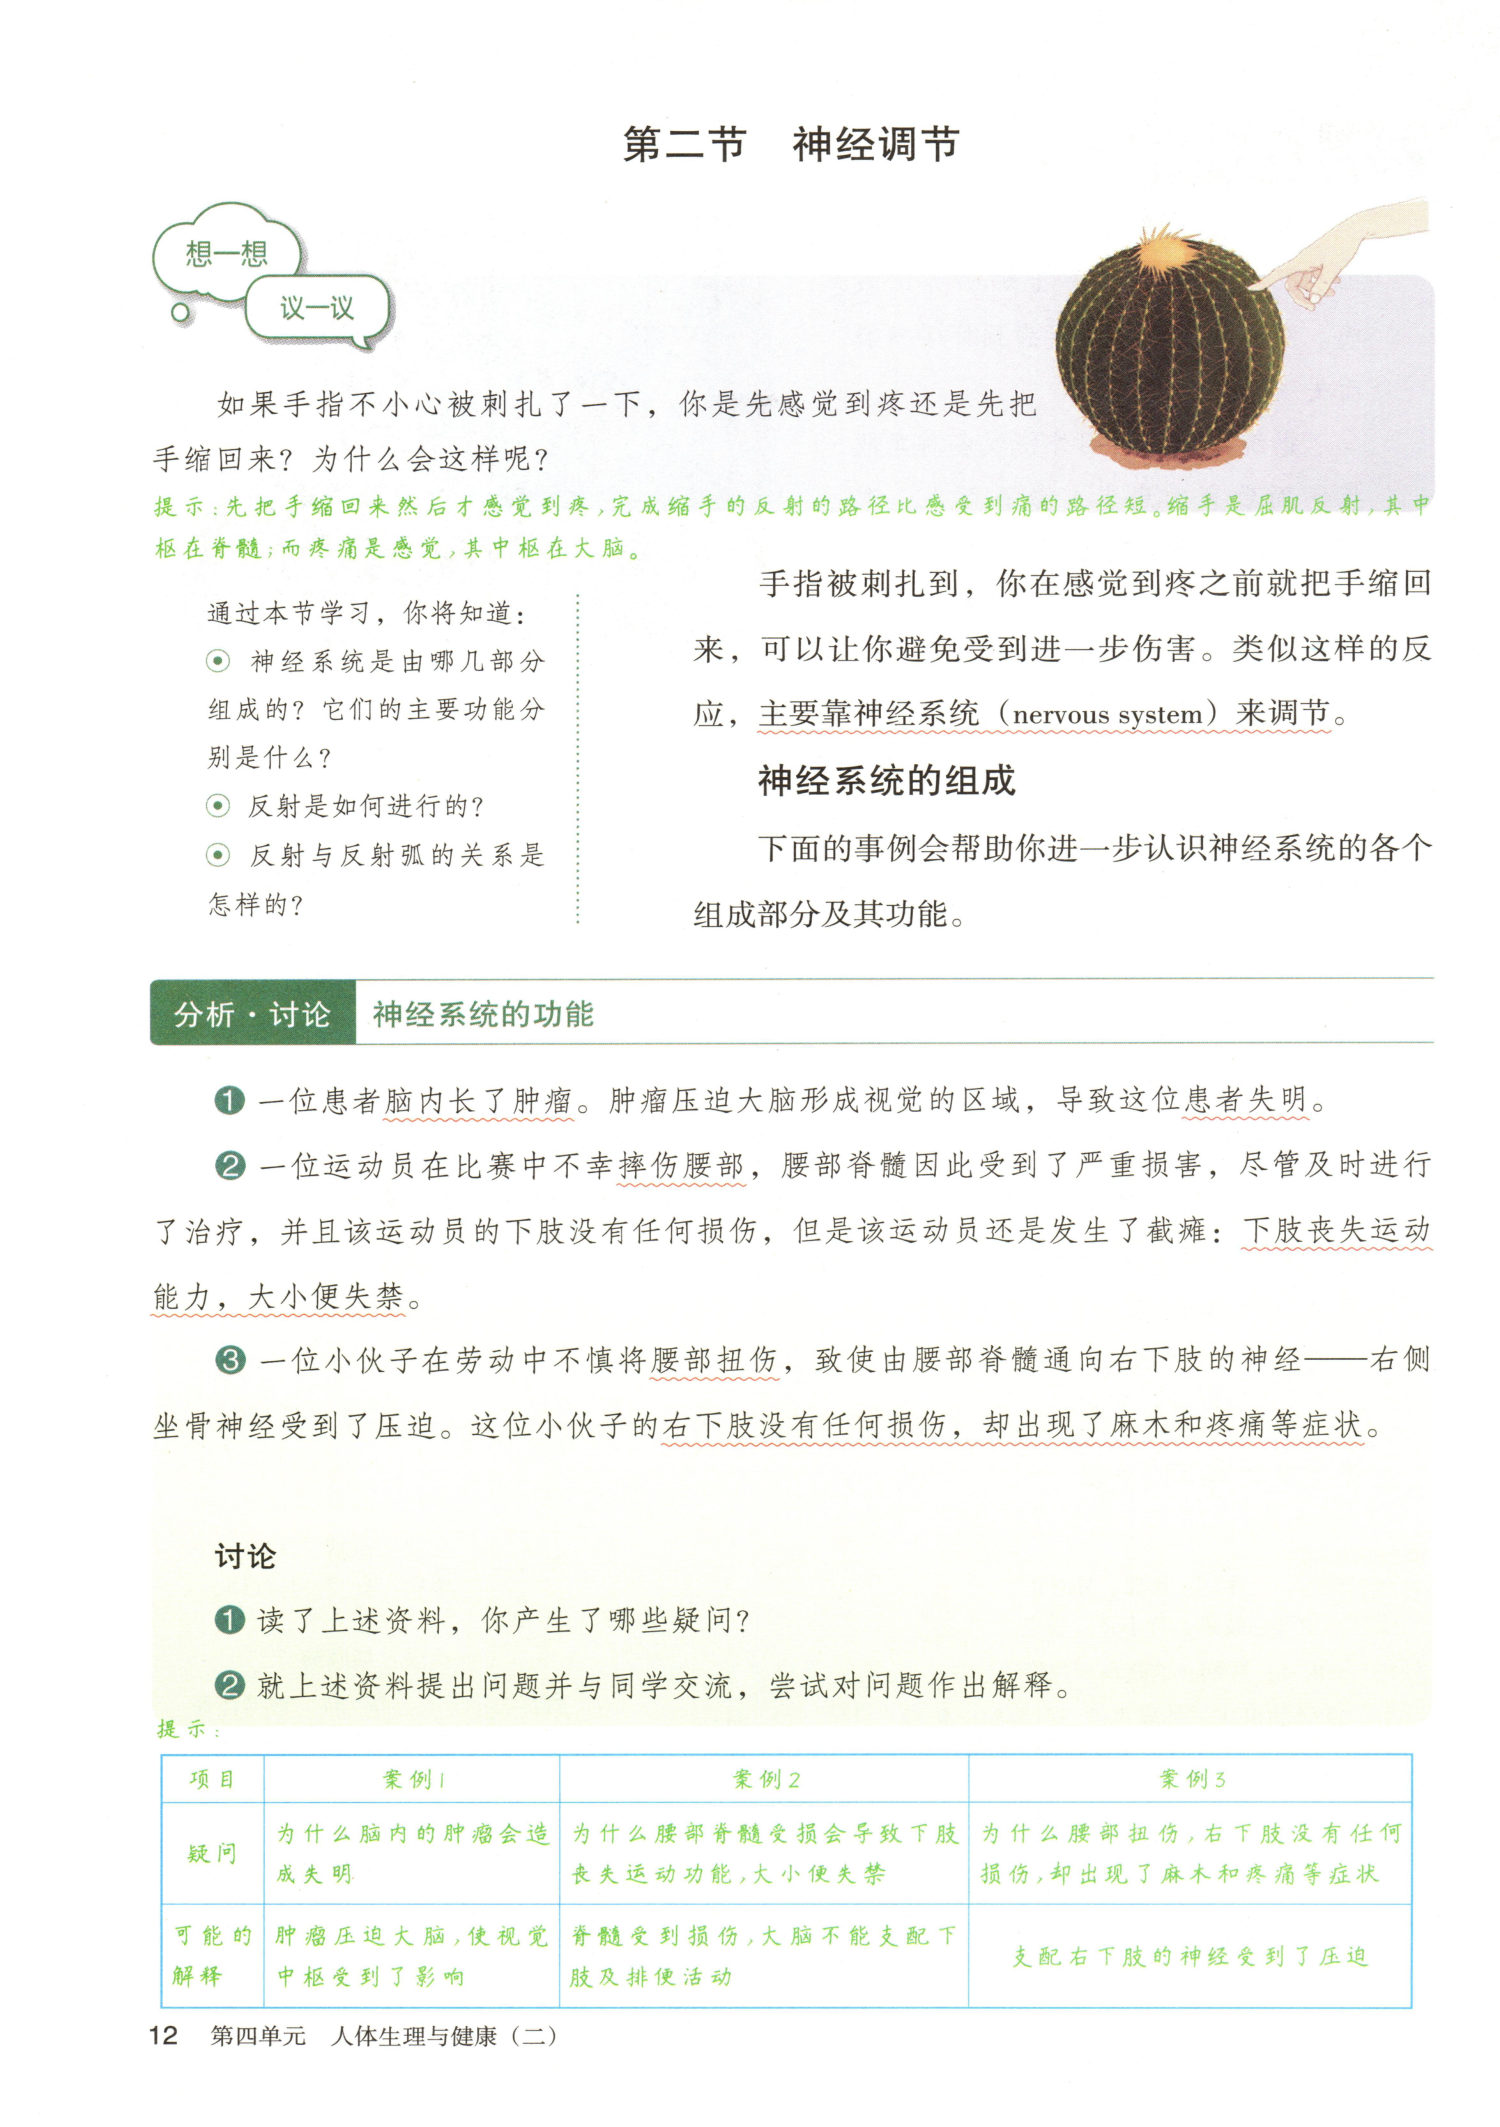 第二节 神经调节
想一想
议一议
如果手指不小心被刺扎了一下，你是先感觉到疼还是先把
手缩回来？为什么会这样呢？
提示：先把手缩回来然后才感觉到疼，完成缩手的反射的路径比感受到痛的路径短。缩手是屈肌反射，其中
枢在脊髓；而疼痛是感觉，其中枢在大脑。
通过本节学习，你将知道：
神经系统是由哪几部分
组成的？它们的主要功能分
别是什么？
反射是如何进行的？
反射与反射弧的关系是
怎样的？
手指被刺扎到，你在感觉到疼之前就把手缩回
来，可以让你避免受到进一步伤害。类似这样的反
应，主要靠神经系统（nervous system）来调节。
神经系统的组成
下面的事例会帮助你进一步认识神经系统的各个
组成部分及其功能。
分析·讨论 神经系统的功能
❶ 一位患者脑内长了肿瘤。肿瘤压迫大脑形成视觉的区域，导致这位患者失明。
❷ 一位运动员在比赛中不幸摔伤腰部，腰部脊髓因此受到了严重损害，尽管及时进行
了治疗，并且该运动员的下肢没有任何损伤，但是该运动员还是发生了截瘫：下肢丧失运动
能力，大小便失禁。
❸ 一位小伙子在劳动中不慎将腰部扭伤，致使由腰部脊髓通向右下肢的神经——右侧
坐骨神经受到了压迫。这位小伙子的右下肢没有任何损伤，却出现了麻木和疼痛等症状。
讨论
❶ 读了上述资料，你产生了哪些疑问？
❷ 就上述资料提出问题并与同学交流，尝试对问题作出解释。
提示：
项目 案例1 案例2 案例3
疑问
为什么脑内的肿瘤会造
成失明
为什么腰部脊髓受损会导致下肢
丧失运动功能，大小便失禁
为什么腰部扭伤，右下肢没有任何
损伤，却出现了麻木和疼痛等症状
可能的
解释
肿瘤压迫大脑，使视觉
中枢受到了影响
脊髓受到损伤，大脑不能支配下
肢及排便活动
支配右下肢的神经受到了压迫
12 第四单元 人体生理与健康（二）